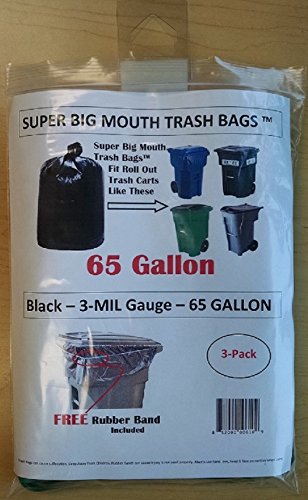 SUPER BIG MOUTH TRASH BAGS ™
Super Big Mouth
Trash Bags™
Fit Roll Out
Trash Carts
Like These
65 Gallon
Black – 3-MIL Gauge – 65 GALLON
3-Pack
FREE Rubber Band
Included